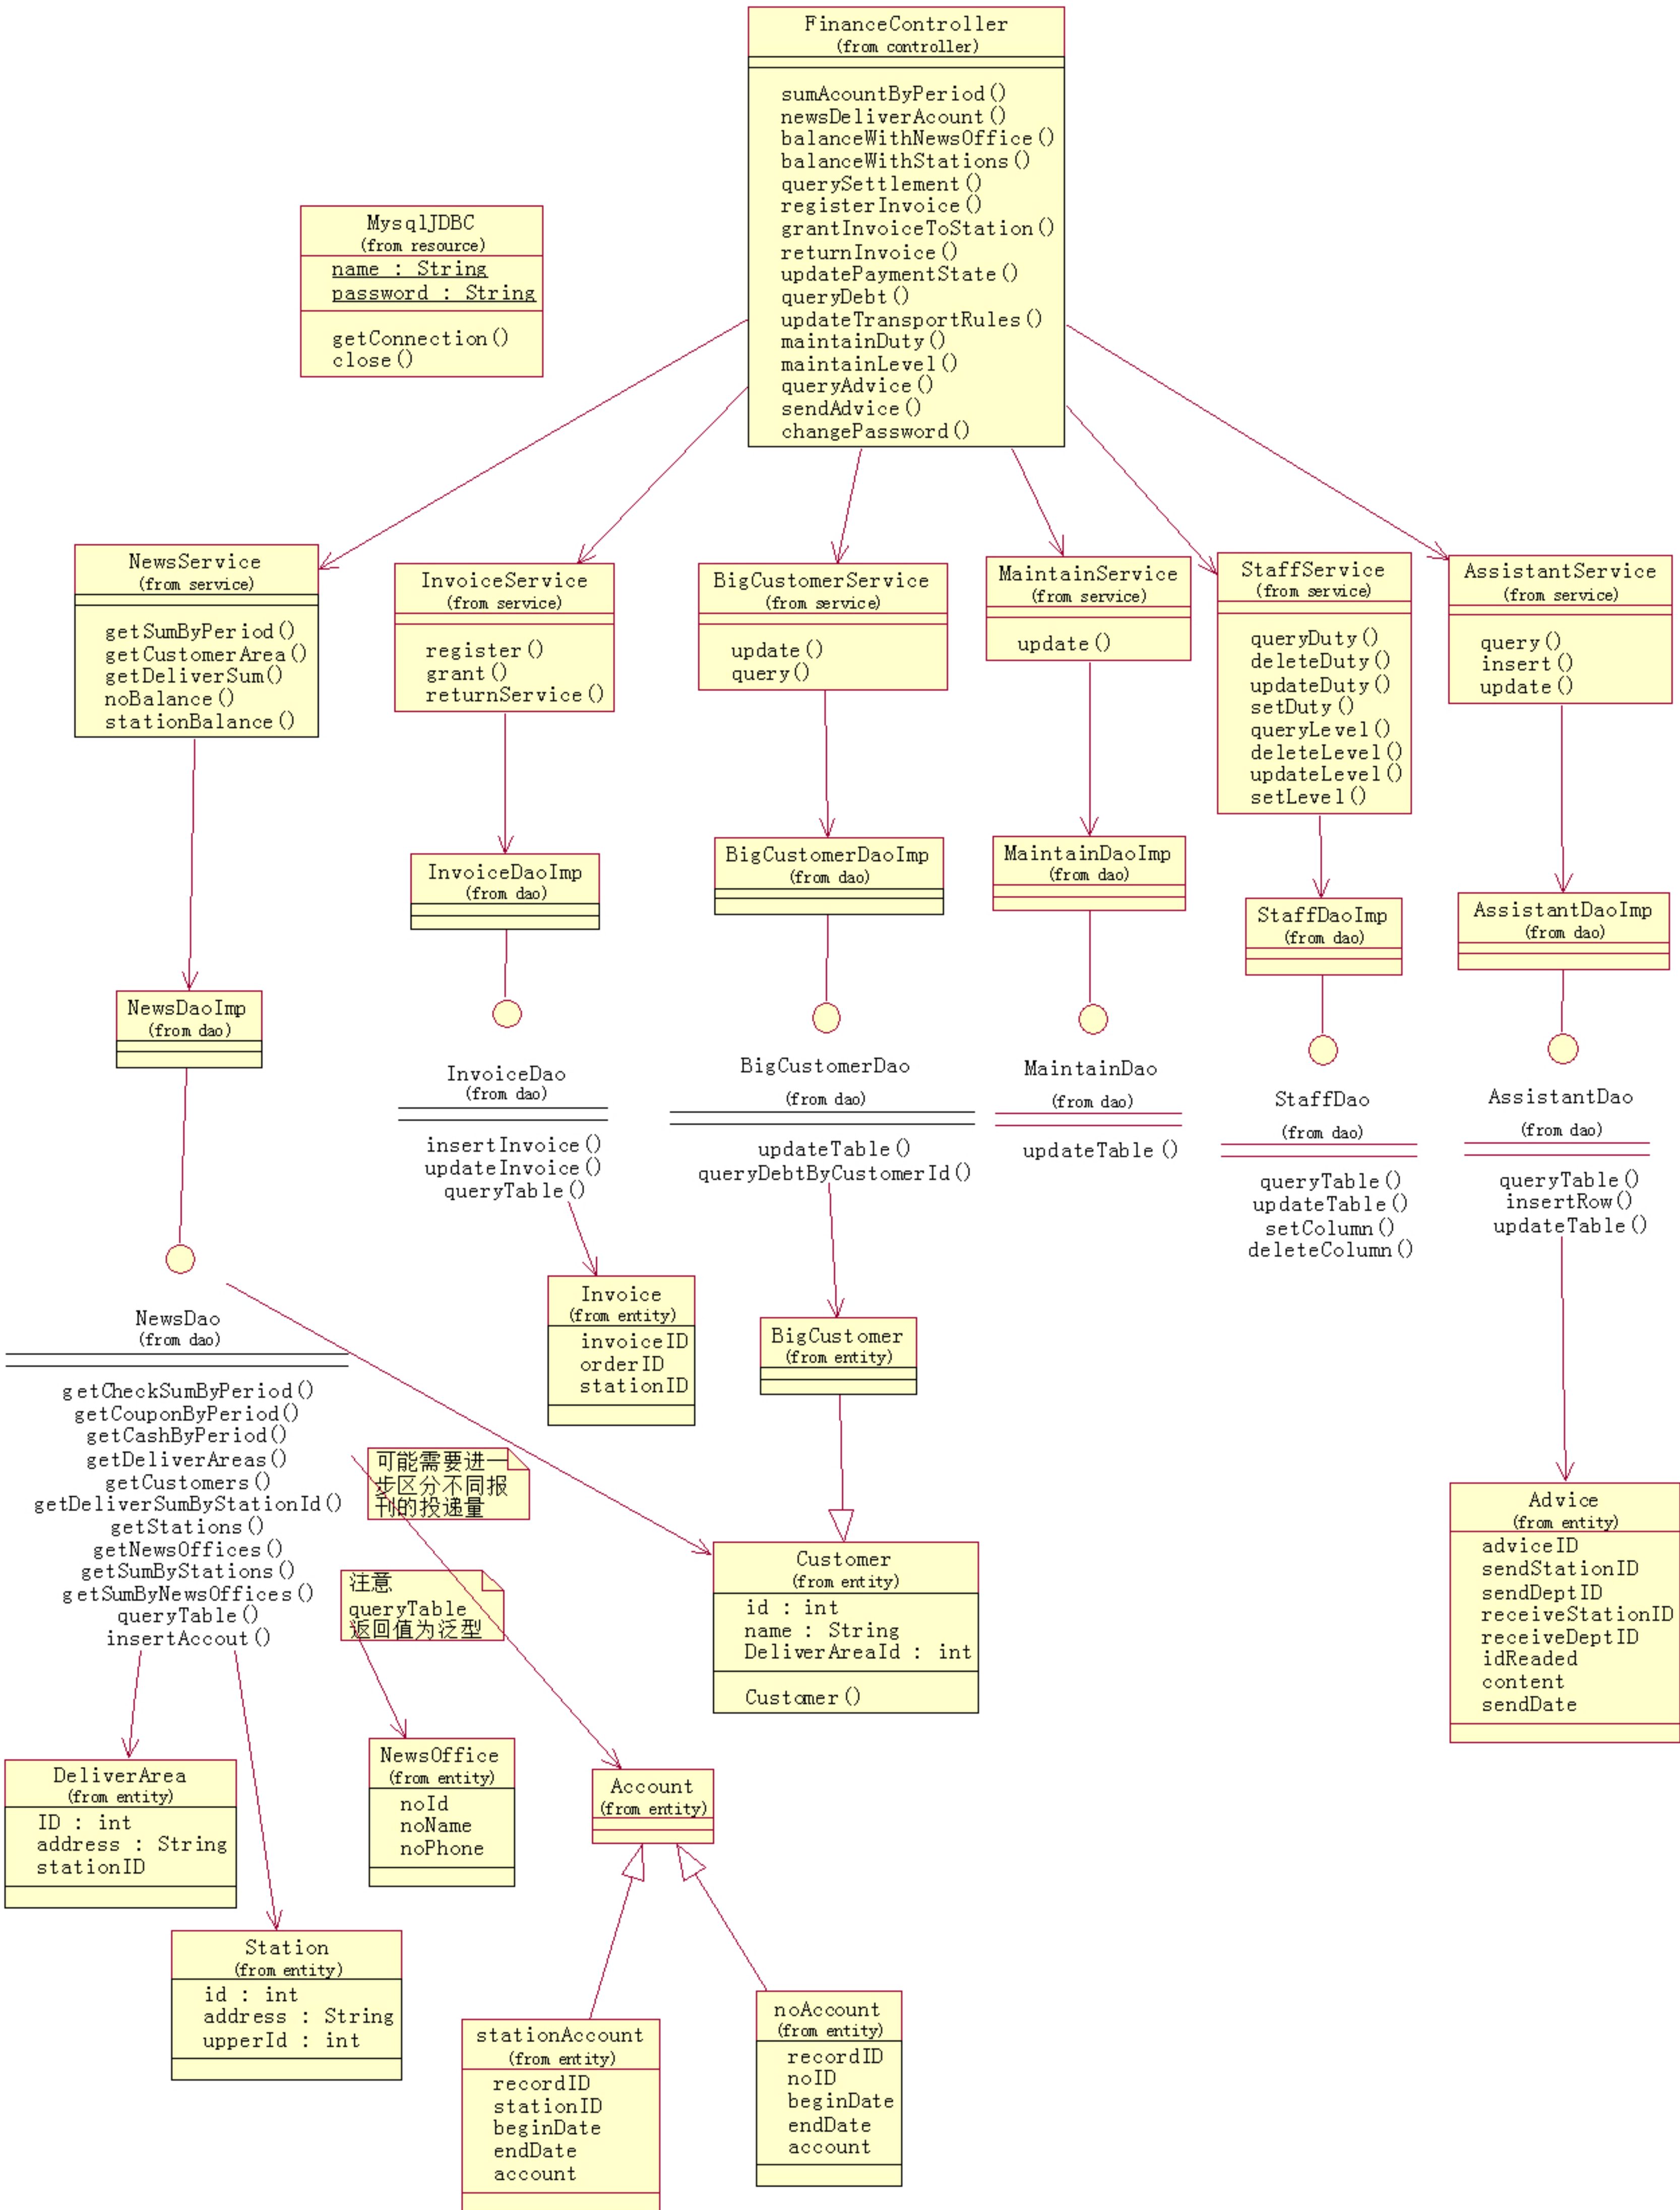 FinanceController
(from controller)
sumAcountByPeriod()
newsDeliverAcount()
balanceWithNewsOffice()
balanceWithStations()
querySettlement()
registerInvoice()
grantInvoiceToStation()
returnInvoice()
updatePaymentState()
queryDebt()
updateTransportRules()
maintainDuty()
maintainLevel()
queryAdvice()
sendAdvice()
changePassword()
MysqlJDBC
(from resource)
name : String
password : String
getConnection()
close()
NewsService
(from service)
getSumByPeriod()
getCustomerArea()
getDeliverSum()
noBalance()
stationBalance()
InvoiceService
(from service)
register()
grant()
returnService()
BigCustomerService
(from service)
update()
query()
MaintainService
(from service)
update()
StaffService
(from service)
queryDuty()
deleteDuty()
updateDuty()
setDuty()
queryLevel()
deleteLevel()
updateLevel()
setLevel()
AssistantService
(from service)
query()
insert()
update()
NewsDaoImp
(from dao)
InvoiceDaoImp
(from dao)
BigCustomerDaoImp
(from dao)
MaintainDaoImp
(from dao)
StaffDaoImp
(from dao)
AssistantDaoImp
(from dao)
InvoiceDao
(from dao)
insertInvoice()
updateInvoice()
queryTable()
BigCustomerDao
(from dao)
updateTable()
queryDebtByCustomerId()
MaintainDao
(from dao)
updateTable()
StaffDao
(from dao)
queryTable()
updateTable()
setColumn()
deleteColumn()
AssistantDao
(from dao)
queryTable()
insertRow()
updateTable()
NewsDao
(from dao)
getCheckSumByPeriod()
getCouponByPeriod()
getCashByPeriod()
getDeliverAreas()
getCustomers()
getDeliverSumByStationId()
getStations()
getNewsOffices()
getSumByStations()
getSumByNewsOffices()
queryTable()
insertAccout()
Invoice
(from entity)
invoiceID
orderID
stationID
BigCustomer
(from entity)
可能需要进一
步区分不同报
刊的投递量
注意
queryTable
返回值为泛型
Customer
(from entity)
id : int
name : String
DeliverAreaId : int
Customer()
Advice
(from entity)
adviceID
sendStationID
sendDeptID
receiveStationID
receiveDeptID
idReaded
content
sendDate
DeliverArea
(from entity)
ID : int
address : String
stationID
NewsOffice
(from entity)
noId
noName
noPhone
Account
(from entity)
Station
(from entity)
id : int
address : String
upperId : int
stationAccount
(from entity)
recordID
stationID
beginDate
endDate
account
noAccount
(from entity)
recordID
noID
beginDate
endDate
account